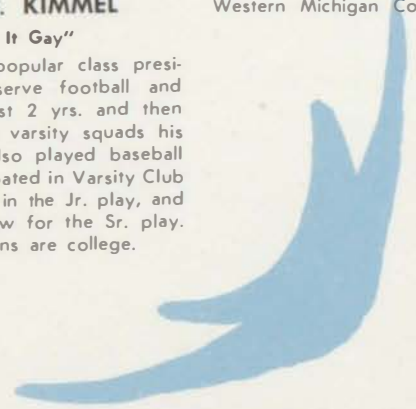 . KIMMEL
It Gay"
popular class presi-
serve football and
st 2 yrs. and then
varsity squads his
lso played baseball
ated in Varsity Club
in the Jr. play, and
w for the Sr. play.
ns are college.
Western Michigan Co